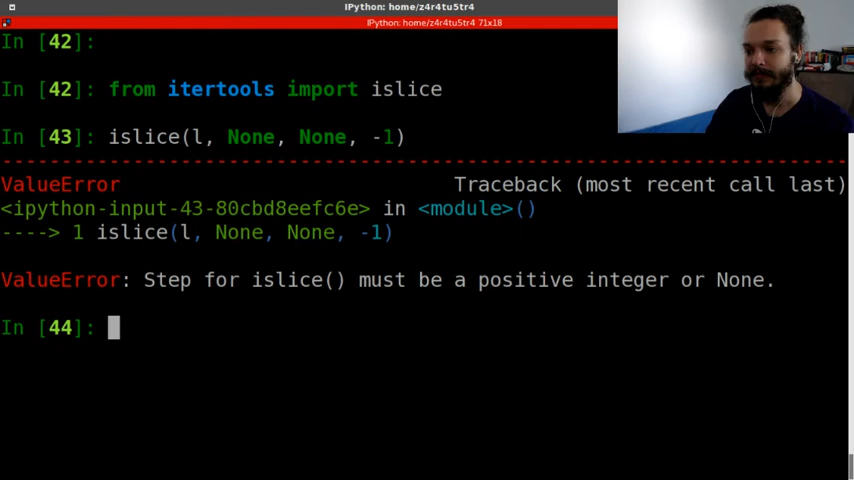 IPython: home/z4r4tu5tr4
IPython: home/z4r4tu5tr4 71x18
In [42]:
In [42]: from itertools import islice
In [43]: islice(l, None, None, -1)
---------------------------------------------------------------------------
ValueError                                Traceback (most recent call last)
<ipython-input-43-80cbd8eefc6e> in <module>()
----> 1 islice(l, None, None, -1)
ValueError: Step for islice() must be a positive integer or None.
In [44]: